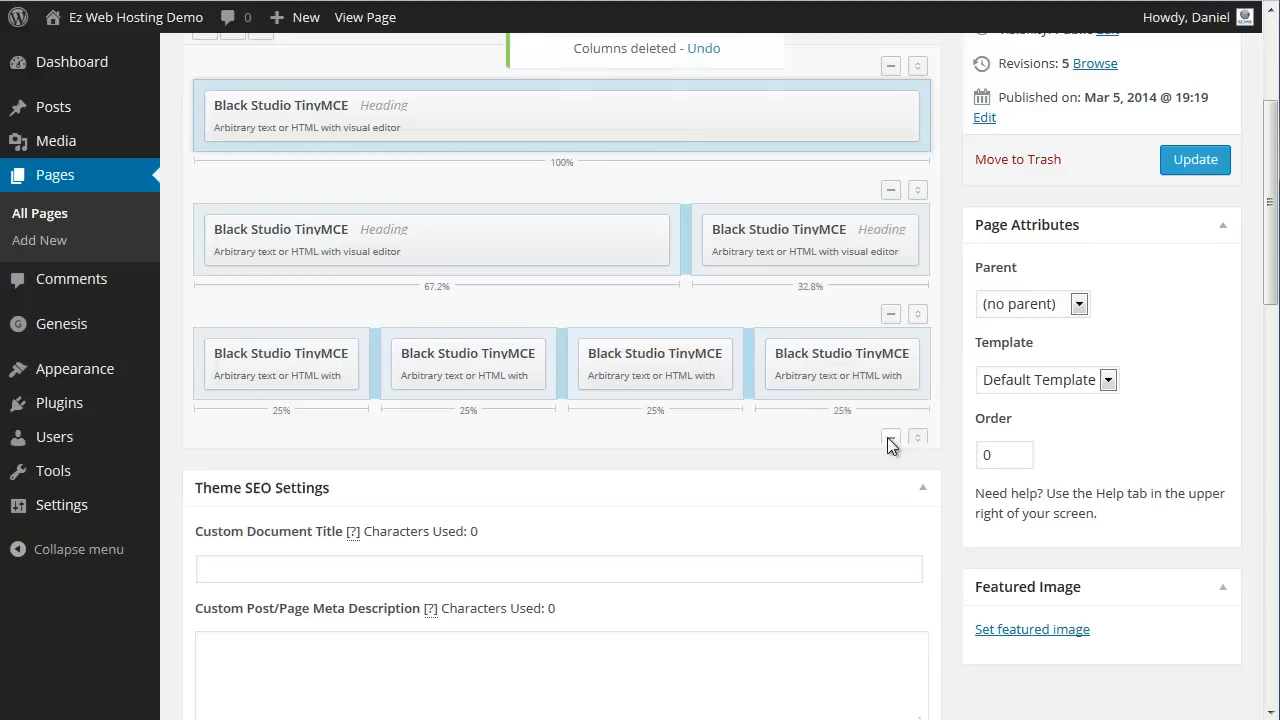 Ez Web Hosting Demo 0 New View Page Howdy, Daniel
Dashboard
Posts
Media
Pages
All Pages
Add New
Comments
Genesis
Appearance
Plugins
Users
Tools
Settings
Collapse menu
Columns deleted - Undo
Black Studio TinyMCE Heading
Arbitrary text or HTML with visual editor
100%
Black Studio TinyMCE Heading
Arbitrary text or HTML with visual editor
67.2%
Black Studio TinyMCE Heading
Arbitrary text or HTML with visual editor
32.8%
Black Studio TinyMCE
Arbitrary text or HTML with
25%
Black Studio TinyMCE
Arbitrary text or HTML with
25%
Black Studio TinyMCE
Arbitrary text or HTML with
25%
Black Studio TinyMCE
Arbitrary text or HTML with
25%
Theme SEO Settings
Custom Document Title [?] Characters Used: 0
Custom Post/Page Meta Description [?] Characters Used: 0
Visibility: Public Edit
Revisions: 5 Browse
Published on: Mar 5, 2014 @ 19:19
Edit
Move to Trash
Update
Page Attributes
Parent
(no parent)
Template
Default Template
Order
0
Need help? Use the Help tab in the upper
right of your screen.
Featured Image
Set featured image